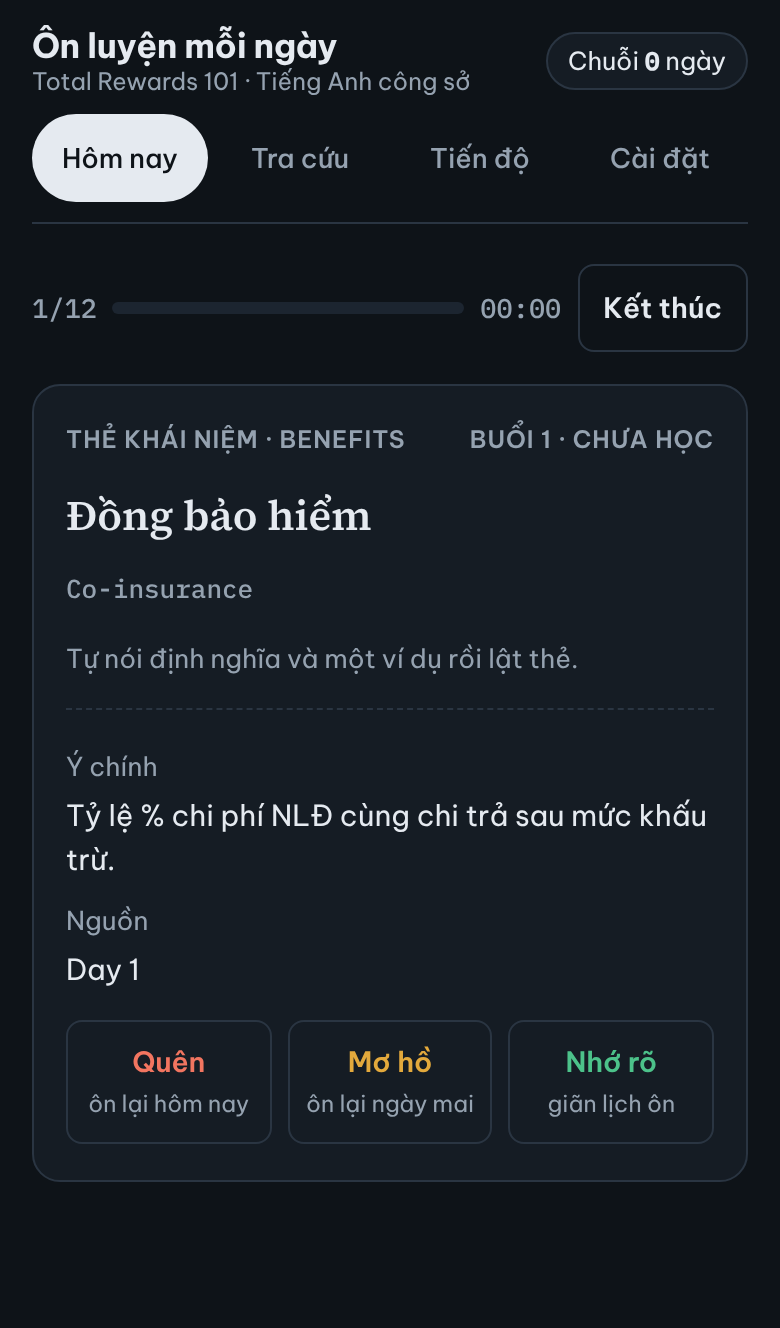 Ôn luyện mỗi ngày
Total Rewards 101 · Tiếng Anh công sở
Chuỗi 0 ngày
Hôm nay
Tra cứu
Tiến độ
Cài đặt
1/12
00:00
Kết thúc
THẺ KHÁI NIỆM · BENEFITS
BUỔI 1 · CHƯA HỌC
Đồng bảo hiểm
Co-insurance
Tự nói định nghĩa và một ví dụ rồi lật thẻ.
Ý chính
Tỷ lệ % chi phí NLĐ cùng chi trả sau mức khấu
trừ.
Nguồn
Day 1
Quên
ôn lại hôm nay
Mơ hồ
ôn lại ngày mai
Nhớ rõ
giãn lịch ôn